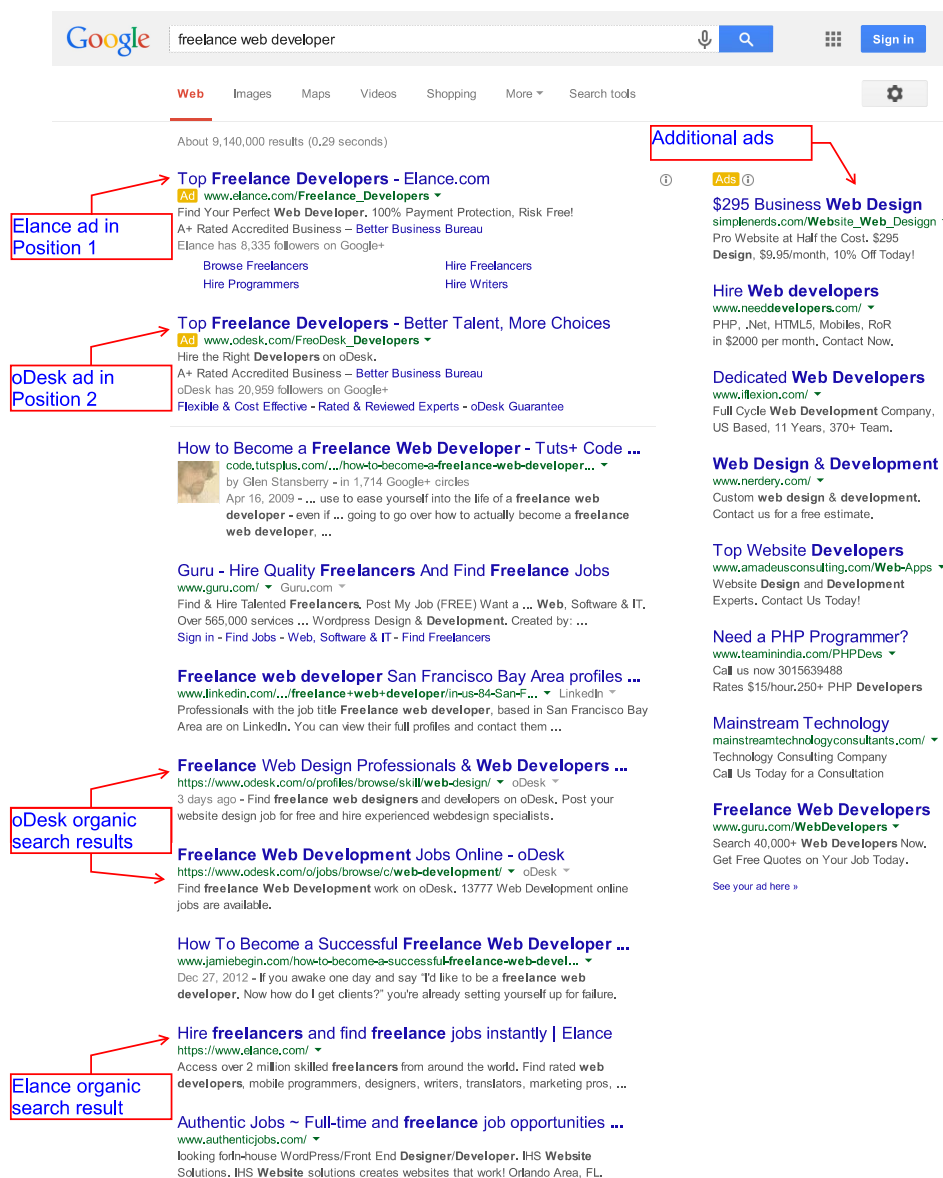 Google
freelance web developer
Sign in
Web Images Maps Videos Shopping More Search tools
About 9,140,000 results (0.29 seconds)
Elance ad in
Position 1
Top Freelance Developers - Elance.com
Ad www.elance.com/Freelance_Developers
Find Your Perfect Web Developer. 100% Payment Protection, Risk Free!
A+ Rated Accredited Business – Better Business Bureau
Elance has 8,335 followers on Google+
Browse Freelancers Hire Freelancers
Hire Programmers Hire Writers
oDesk ad in
Position 2
Top Freelance Developers - Better Talent, More Choices
Ad www.odesk.com/FreoDesk_Developers
Hire the Right Developers on oDesk.
A+ Rated Accredited Business – Better Business Bureau
oDesk has 20,959 followers on Google+
Flexible & Cost Effective - Rated & Reviewed Experts - oDesk Guarantee
How to Become a Freelance Web Developer - Tuts+ Code ...
code.tutsplus.com/.../how-to-become-a-freelance-web-developer...
by Glen Stansberry - in 1,714 Google+ circles
Apr 16, 2009 - ... use to ease yourself into the life of a freelance web
developer - even if ... going to go over how to actually become a freelance
web developer, ...
Guru - Hire Quality Freelancers And Find Freelance Jobs
www.guru.com/ Guru.com
Find & Hire Talented Freelancers. Post My Job (FREE) Want a ... Web, Software & IT.
Over 565,000 services ... Wordpress Design & Development. Created by: ...
Sign in - Find Jobs - Web, Software & IT - Find Freelancers
Freelance web developer San Francisco Bay Area profiles ...
www.linkedin.com/.../freelance+web+developer/in-us-84-San-F... LinkedIn
Professionals with the job title Freelance web developer, based in San Francisco Bay
Area are on LinkedIn. You can view their full profiles and contact them ...
oDesk organic
search results
Freelance Web Design Professionals & Web Developers ...
https://www.odesk.com/o/profiles/browse/skill/web-design/ oDesk
3 days ago - Find freelance web designers and developers on oDesk. Post your
website design job for free and hire experienced webdesign specialists.
Freelance Web Development Jobs Online - oDesk
https://www.odesk.com/o/jobs/browse/c/web-development/ oDesk
Find freelance Web Development work on oDesk. 13777 Web Development online
jobs are available.
How To Become a Successful Freelance Web Developer ...
www.jamiebegin.com/how-to-become-a-successful-freelance-web-devel...
Dec 27, 2012 - If you awake one day and say "I'd like to be a freelance web
developer. Now how do I get clients?" you're already setting yourself up for failure.
Elance organic
search result
Hire freelancers and find freelance jobs instantly | Elance
https://www.elance.com/
Access over 2 million skilled freelancers from around the world. Find rated web
developers, mobile programmers, designers, writers, translators, marketing pros, ...
Authentic Jobs ~ Full-time and freelance job opportunities ...
www.authenticjobs.com/
looking forIn-house WordPress/Front End Designer/Developer. IHS Website
Solutions. IHS Website solutions creates websites that work! Orlando Area, FL.
Additional ads
Ads
$295 Business Web Design
simplenerds.com/Website_Web_Desiggn
Pro Website at Half the Cost. $295
Design, $9.95/month, 10% Off Today!
Hire Web developers
www.needdevelopers.com/
PHP, .Net, HTML5, Mobiles, RoR
in $2000 per month. Contact Now.
Dedicated Web Developers
www.iflexion.com/
Full Cycle Web Development Company,
US Based, 11 Years, 370+ Team.
Web Design & Development
www.nerdery.com/
Custom web design & development.
Contact us for a free estimate.
Top Website Developers
www.amadeusconsulting.com/Web-Apps
Website Design and Development
Experts. Contact Us Today!
Need a PHP Programmer?
www.teaminindia.com/PHPDevs
Call us now 3015639488
Rates $15/hour.250+ PHP Developers
Mainstream Technology
mainstreamtechnologyconsultants.com/
Technology Consulting Company
Call Us Today for a Consultation
Freelance Web Developers
www.guru.com/WebDevelopers
Search 40,000+ Web Developers Now.
Get Free Quotes on Your Job Today.
See your ad here »